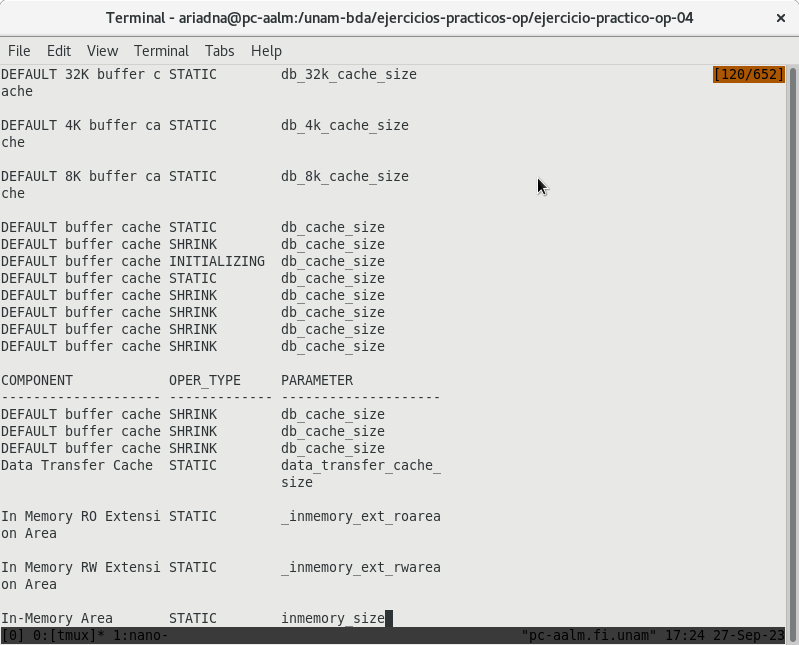 Terminal - ariadna@pc-aalm:/unam-bda/ejercicios-practicos-op/ejercicio-practico-op-04
File Edit View Terminal Tabs Help
DEFAULT 32K buffer c STATIC        db_32k_cache_size [120/652]
ache
DEFAULT 4K buffer ca STATIC        db_4k_cache_size
che
DEFAULT 8K buffer ca STATIC        db_8k_cache_size
che
DEFAULT buffer cache STATIC        db_cache_size
DEFAULT buffer cache SHRINK        db_cache_size
DEFAULT buffer cache INITIALIZING  db_cache_size
DEFAULT buffer cache STATIC        db_cache_size
DEFAULT buffer cache SHRINK        db_cache_size
DEFAULT buffer cache SHRINK        db_cache_size
DEFAULT buffer cache SHRINK        db_cache_size
DEFAULT buffer cache SHRINK        db_cache_size
COMPONENT            OPER_TYPE     PARAMETER
-------------------- ------------- --------------------
DEFAULT buffer cache SHRINK        db_cache_size
DEFAULT buffer cache SHRINK        db_cache_size
DEFAULT buffer cache SHRINK        db_cache_size
Data Transfer Cache  STATIC        data_transfer_cache_
size
In Memory RO Extensi STATIC        _inmemory_ext_roarea
on Area
In Memory RW Extensi STATIC        _inmemory_ext_rwarea
on Area
In-Memory Area       STATIC        inmemory_size
[0] 0:[tmux]* 1:nano- "pc-aalm.fi.unam" 17:24 27-Sep-23